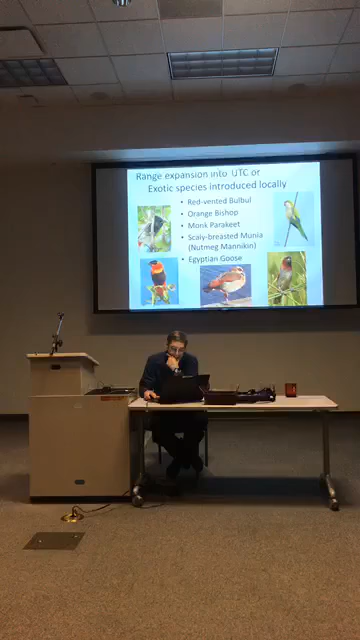 Range expansion into UTC or
Exotic species introduced locally
• Red-vented Bulbul
• Orange Bishop
• Monk Parakeet
• Scaly-breasted Munia
(Nutmeg Mannikin)
• Egyptian Goose